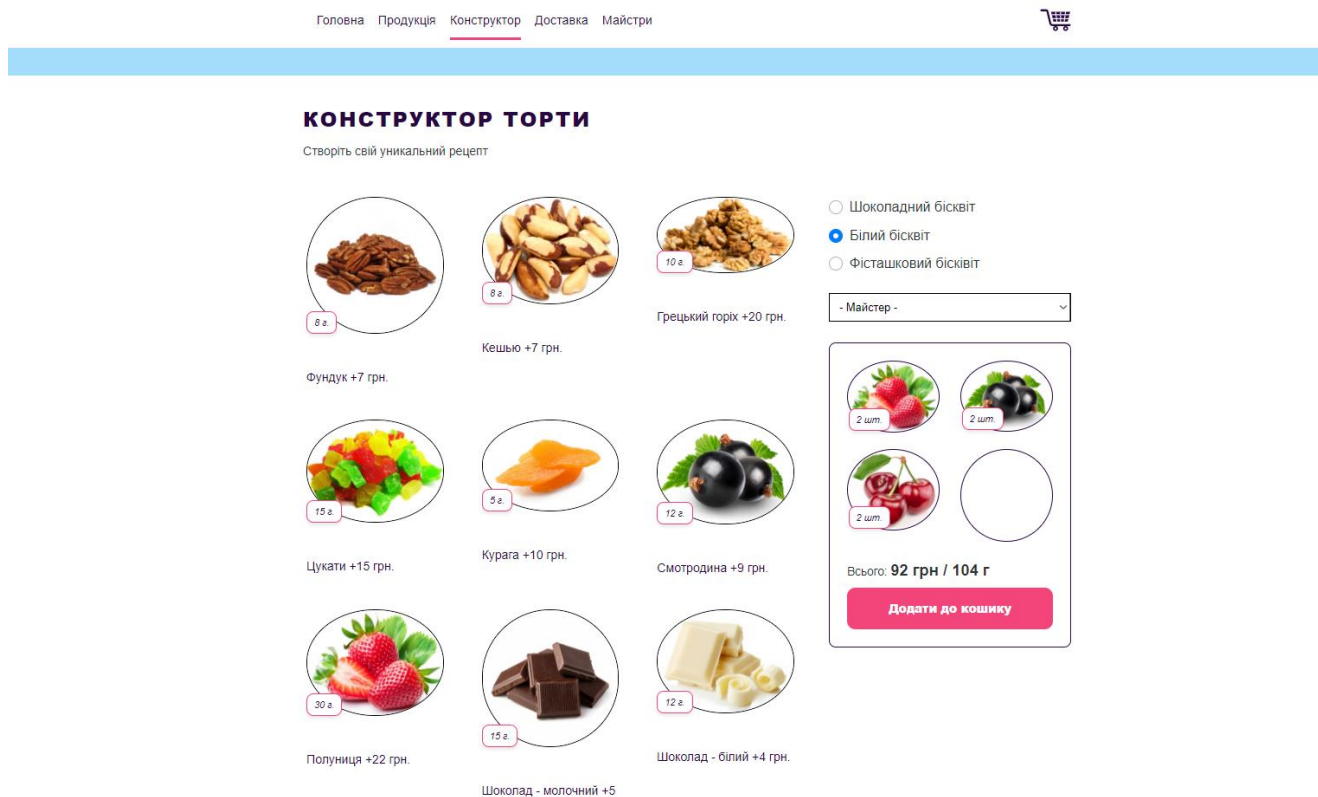 Головна Продукція Конструктор Доставка Майстри
КОНСТРУКТОР ТОРТИ
Створіть свій уникальний рецепт
8 г.
Фундук +7 грн.
8 г.
Кешью +7 грн.
10 г.
Грецький горіх +20 грн.
15 г.
Цукати +15 грн.
5 г.
Курага +10 грн.
12 г.
Смотродина +9 грн.
30 г.
Полуниця +22 грн.
15 г.
Шоколад - молочний +5
12 г.
Шоколад - білий +4 грн.
Шоколадний бісквіт
Білий бісквіт
Фісташковий бісківіт
- Майстер -
2 шт.
2 шт.
2 шт.
Всього: 92 грн / 104 г
Додати до кошику